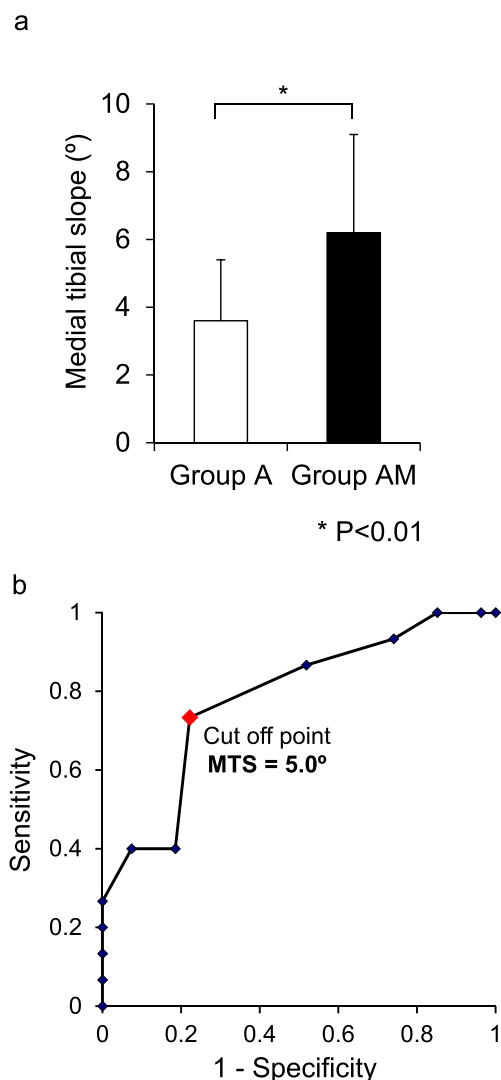 a
*
10
8
6
4
2
0
Medial tibial slope (º)
Group A Group AM
* P<0.01
b
1
0.8
0.6
0.4
0.2
0
Sensitivity
Cut off point
MTS = 5.0º
0 0.2 0.4 0.6 0.8 1
1 - Specificity